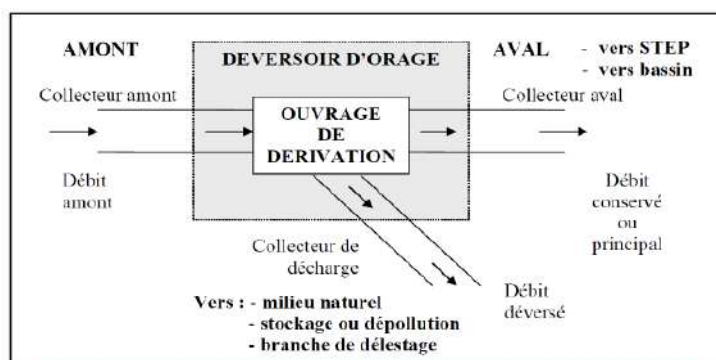 AMONT
DEVERSOIR D'ORAGE
AVAL - vers STEP
- vers bassin
Collecteur amont
Collecteur aval
OUVRAGE
DE
DERIVATION
Débit
amont
Débit
conservé ou
principal
Collecteur de
décharge
Débit
déversé
Vers : - milieu naturel
- stockage ou dépollution
- branche de délestage